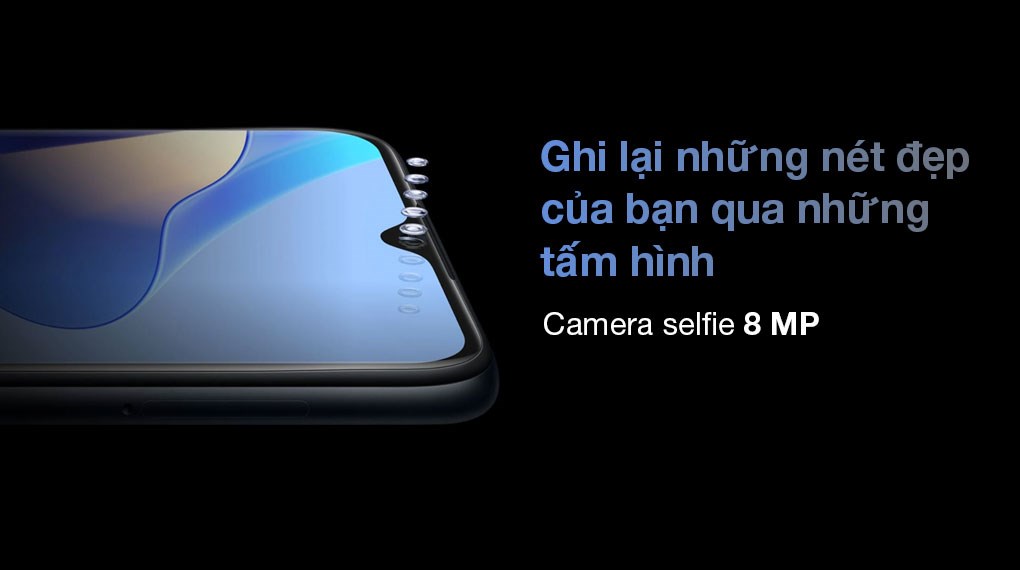 Ghi lại những nét đẹp
của bạn qua những
tấm hình
Camera selfie 8 MP